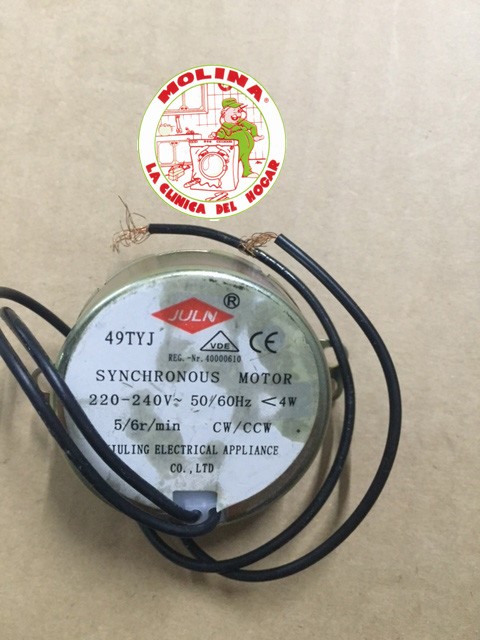 MOLINA®
LA CLINICA DEL HOGAR
JULN ®
49TYJ VDE CE
REG.-Nr. 40000610
SYNCHRONOUS MOTOR
220-240V~ 50/60Hz <4W
5/6r/min CW/CCW
JULING ELECTRICAL APPLIANCE
CO.,LTD